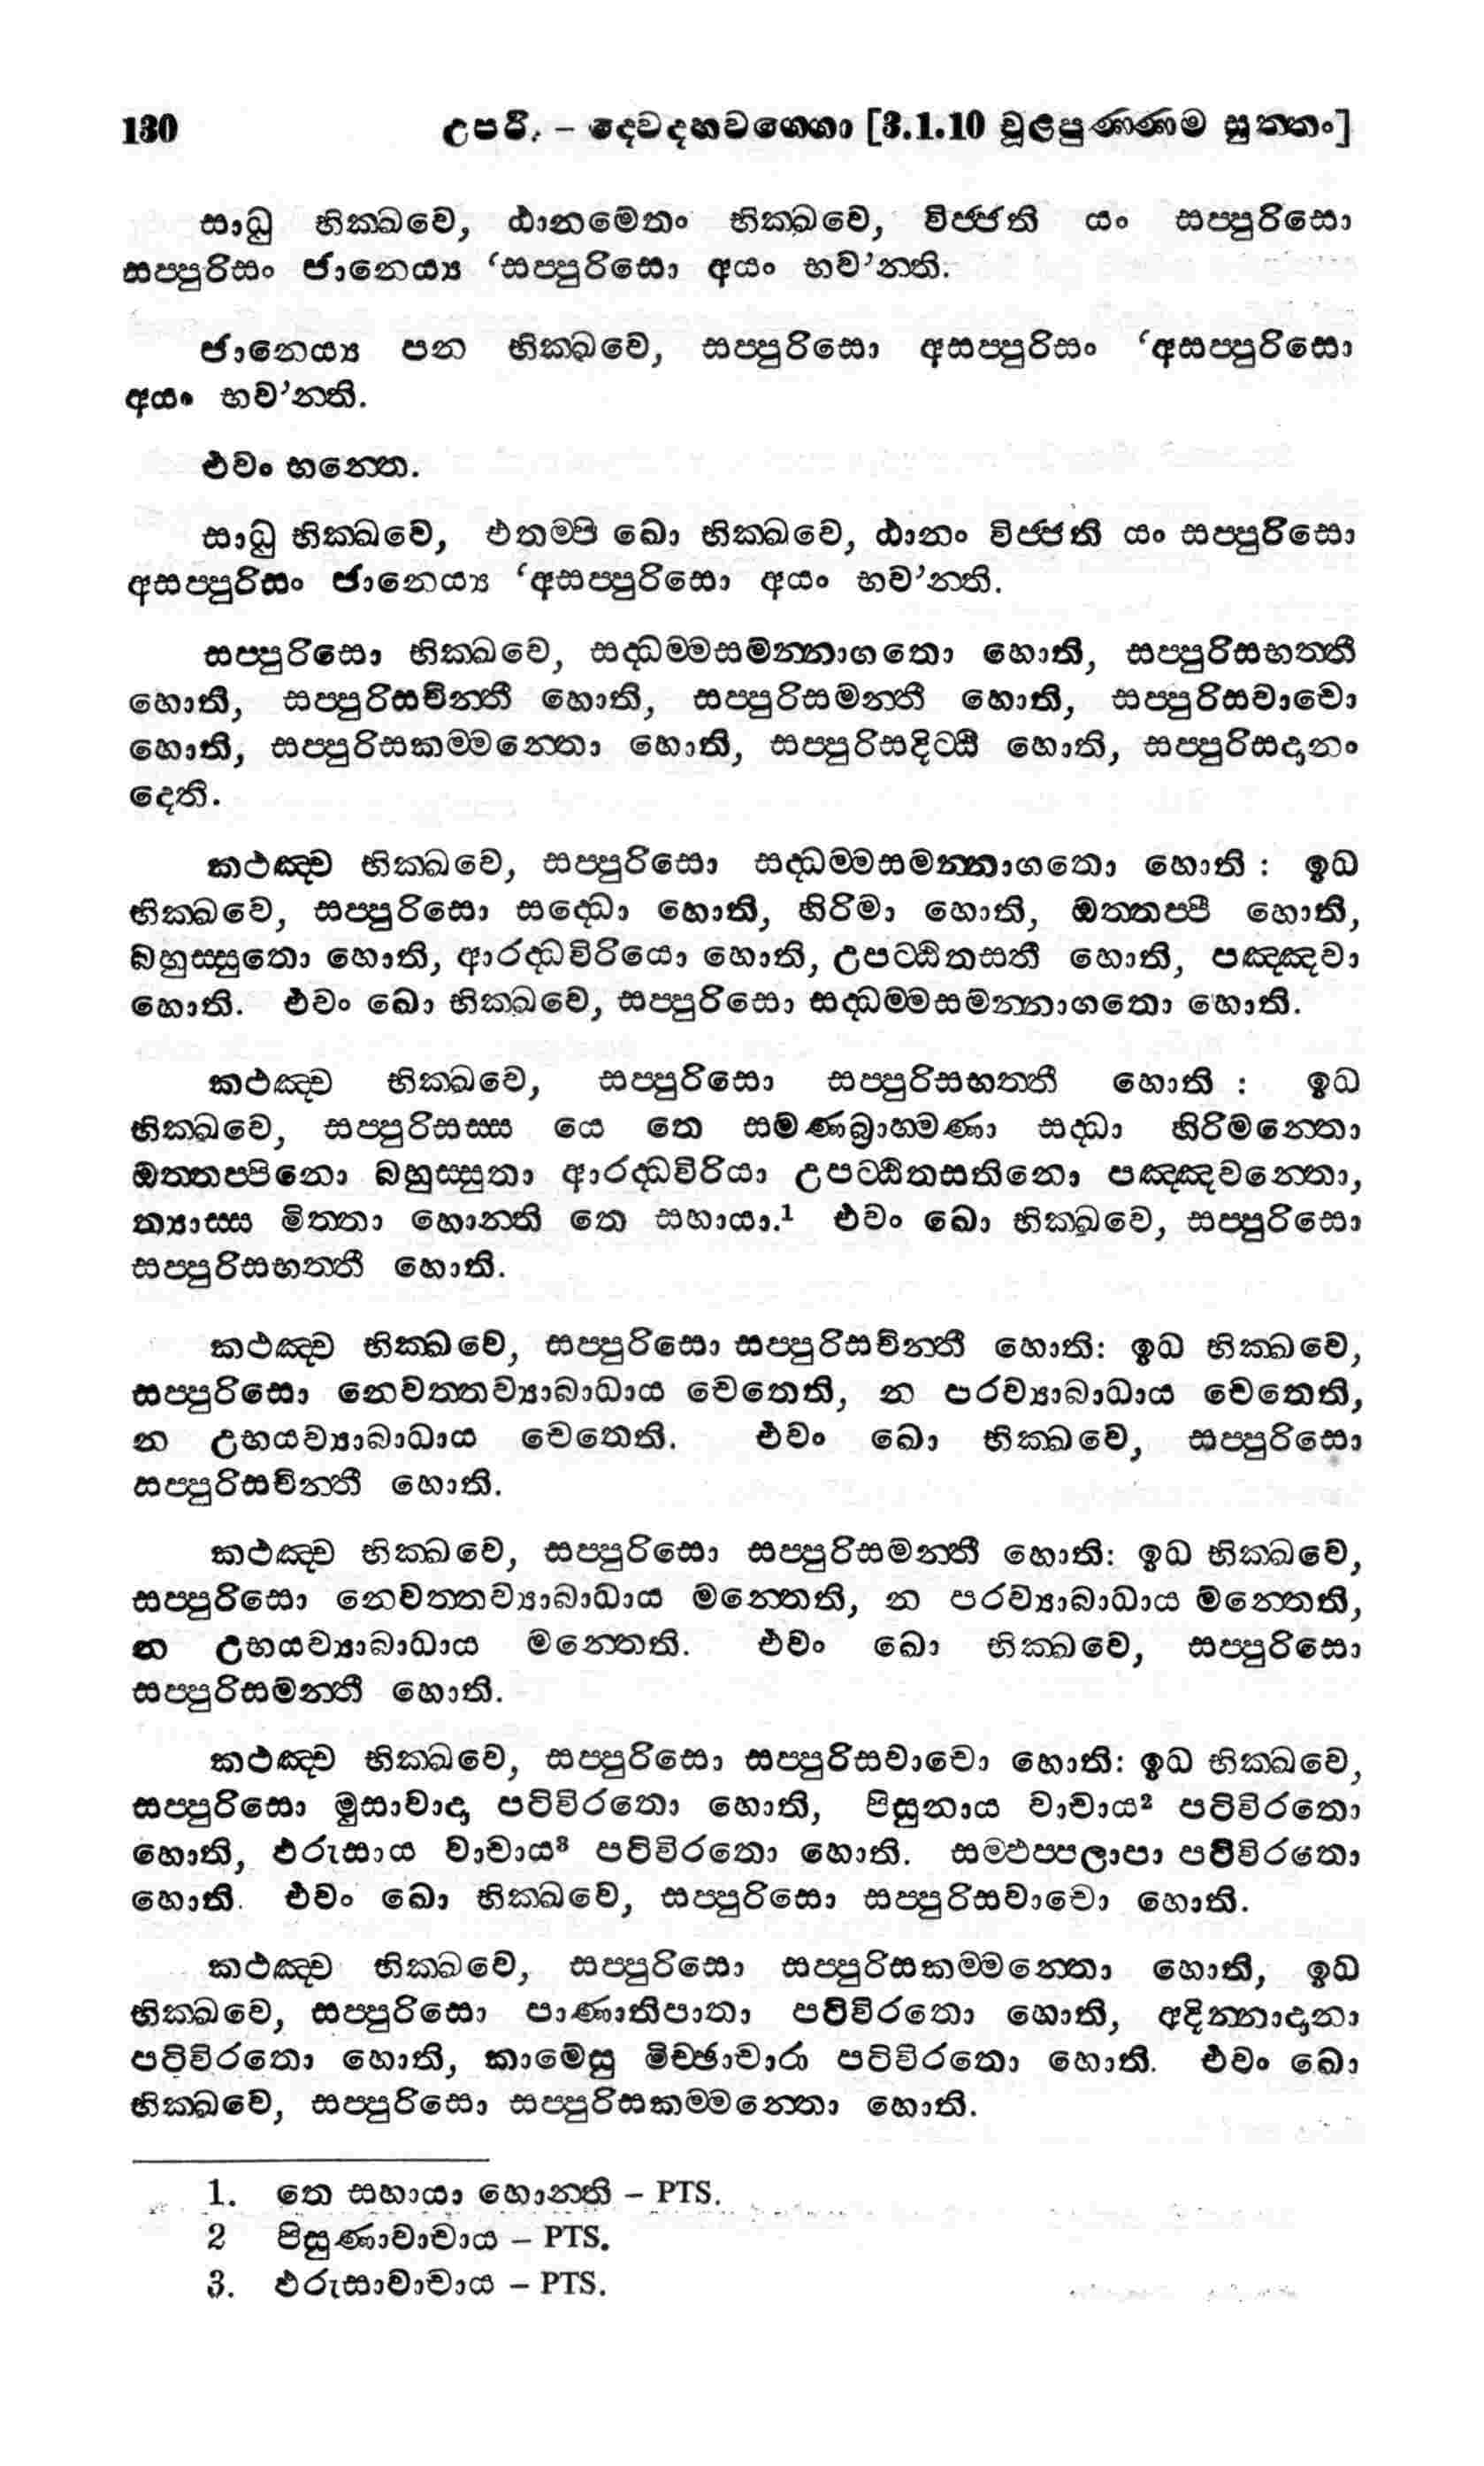 130 උපරි. – දෙවදහවග්ගො [3.1.10 චූළපුණ්ණම සුත්තං]
සාධු භික්ඛවෙ, ඨානමෙතං භික්ඛවෙ, විජ්ජති යං සප්පුරිසො
සප්පුරිසං ජානෙය්‍ය ‘සප්පුරිසො අයං භව’න්ති.
ජානෙය්‍ය පන භික්ඛවෙ, සප්පුරිසො අසප්පුරිසං ‘අසප්පුරිසො
අයං භව’න්ති.
එවං භන්තෙ.
සාධු භික්ඛවෙ, එතම්පි ඛො භික්ඛවෙ, ඨානං විජ්ජති යං සප්පුරිසො
අසප්පුරිසං ජානෙය්‍ය ‘අසප්පුරිසො අයං භව’න්ති.
සප්පුරිසො භික්ඛවෙ, සද්ධම්මසමන්නාගතො හොති, සප්පුරිසභත්තී
හොති, සප්පුරිසචින්තී හොති, සප්පුරිසමන්තී හොති, සප්පුරිසවාචො
හොති, සප්පුරිසකම්මන්තො හොති, සප්පුරිසදිට්ඨී හොති, සප්පුරිසදානං
දෙති.
කථඤ්ච භික්ඛවෙ, සප්පුරිසො සද්ධම්මසමන්නාගතො හොති : ඉධ
භික්ඛවෙ, සප්පුරිසො සද්ධො හොති, හිරිමා හොති, ඔත්තප්පී හොති,
බහුස්සුතො හොති, ආරද්ධවිරියො හොති, උපට්ඨිතසතී හොති, පඤ්ඤවා
හොති. එවං ඛො භික්ඛවෙ, සප්පුරිසො සද්ධම්මසමන්නාගතො හොති.
කථඤ්ච භික්ඛවෙ, සප්පුරිසො සප්පුරිසභත්තී හොති : ඉධ
භික්ඛවෙ, සප්පුරිසස්ස යෙ තෙ සමණබ්‍රාහ්මණා සද්ධා හිරිමන්තො
ඔත්තප්පිනො බහුස්සුතා ආරද්ධවිරියා උපට්ඨිතසතිනො පඤ්ඤවන්තො,
ත්‍යාස්ස මිත්තා හොන්ති තෙ සහායා.¹ එවං ඛො භික්ඛවෙ, සප්පුරිසො
සප්පුරිසභත්තී හොති.
කථඤ්ච භික්ඛවෙ, සප්පුරිසො සප්පුරිසචින්තී හොති: ඉධ භික්ඛවෙ,
සප්පුරිසො නෙවත්තව්‍යාබාධාය චෙතෙති, න පරව්‍යාබාධාය චෙතෙති,
න උභයව්‍යාබාධාය චෙතෙති. එවං ඛො භික්ඛවෙ, සප්පුරිසො
සප්පුරිසචින්තී හොති.
කථඤ්ච භික්ඛවෙ, සප්පුරිසො සප්පුරිසමන්තී හොති: ඉධ භික්ඛවෙ,
සප්පුරිසො නෙවත්තව්‍යාබාධාය මන්තෙති, න පරව්‍යාබාධාය මන්තෙති,
න උභයව්‍යාබාධාය මන්තෙති. එවං ඛො භික්ඛවෙ, සප්පුරිසො
සප්පුරිසමන්තී හොති.
කථඤ්ච භික්ඛවෙ, සප්පුරිසො සප්පුරිසවාචො හොති: ඉධ භික්ඛවෙ,
සප්පුරිසො මුසාවාදා පටිවිරතො හොති, පිසුනාය වාචාය² පටිවිරතො
හොති, ඵරුසාය වාචාය³ පටිවිරතො හොති. සම්ඵප්පලාපා පටිවිරතො
හොති. එවං ඛො භික්ඛවෙ, සප්පුරිසො සප්පුරිසවාචො හොති.
කථඤ්ච භික්ඛවෙ, සප්පුරිසො සප්පුරිසකම්මන්තො හොති, ඉධ
භික්ඛවෙ, සප්පුරිසො පාණාතිපාතා පටිවිරතො හොති, අදින්නාදානා
පටිවිරතො හොති, කාමෙසු මිච්ඡාචාරා පටිවිරතො හොති. එවං ඛො
භික්ඛවෙ, සප්පුරිසො සප්පුරිසකම්මන්තො හොති.
1. තෙ සහායා හොන්ති – PTS.
2 පිසුණාවාචාය – PTS.
3. ඵරුසාවාචාය – PTS.